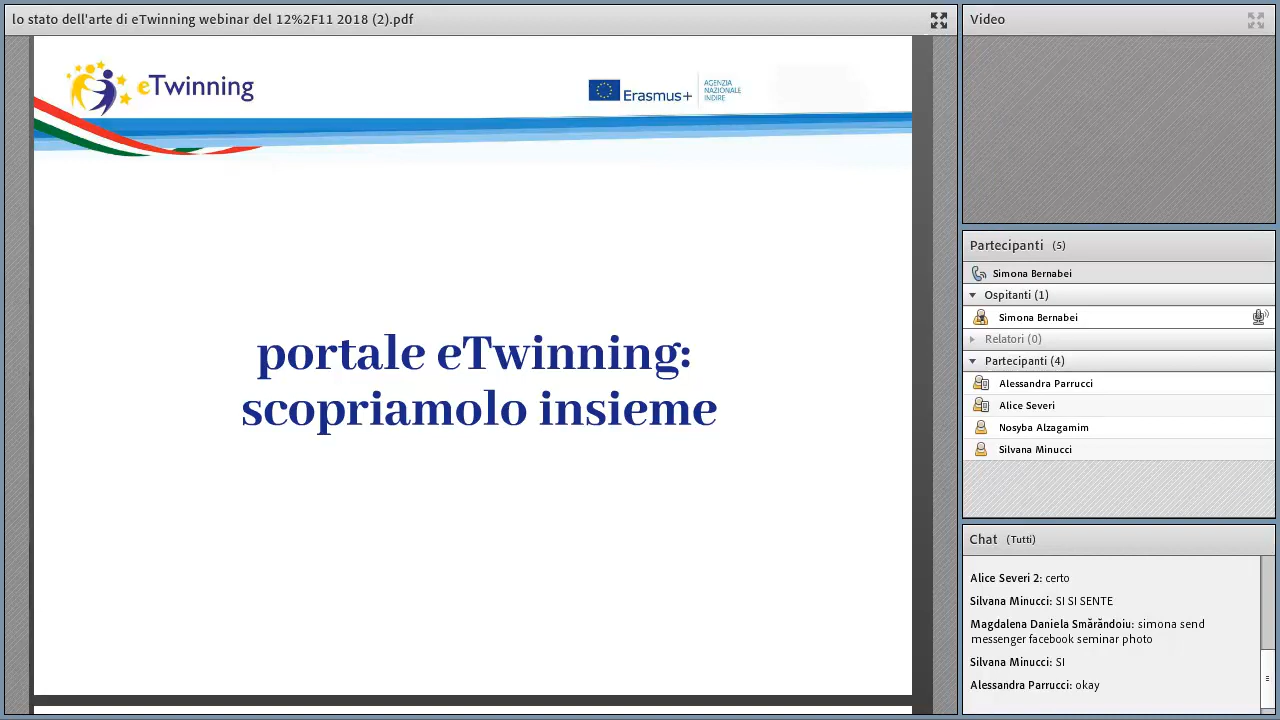 lo stato dell'arte di eTwinning webinar del 12%2F11 2018 (2).pdf
eTwinning
Erasmus+
AGENZIA
NAZIONALE
INDIRE
portale eTwinning:
scopriamolo insieme
Video
Partecipanti (5)
Simona Bernabei
Ospitanti (1)
Simona Bernabei
Relatori (0)
Partecipanti (4)
Alessandra Parrucci
Alice Severi
Nosyba Alzagamim
Silvana Minucci
Chat (Tutti)
Alice Severi 2: certo
Silvana Minucci: SI SI SENTE
Magdalena Daniela Smărăndoiu: simona send
messenger facebook seminar photo
Silvana Minucci: SI
Alessandra Parrucci: okay